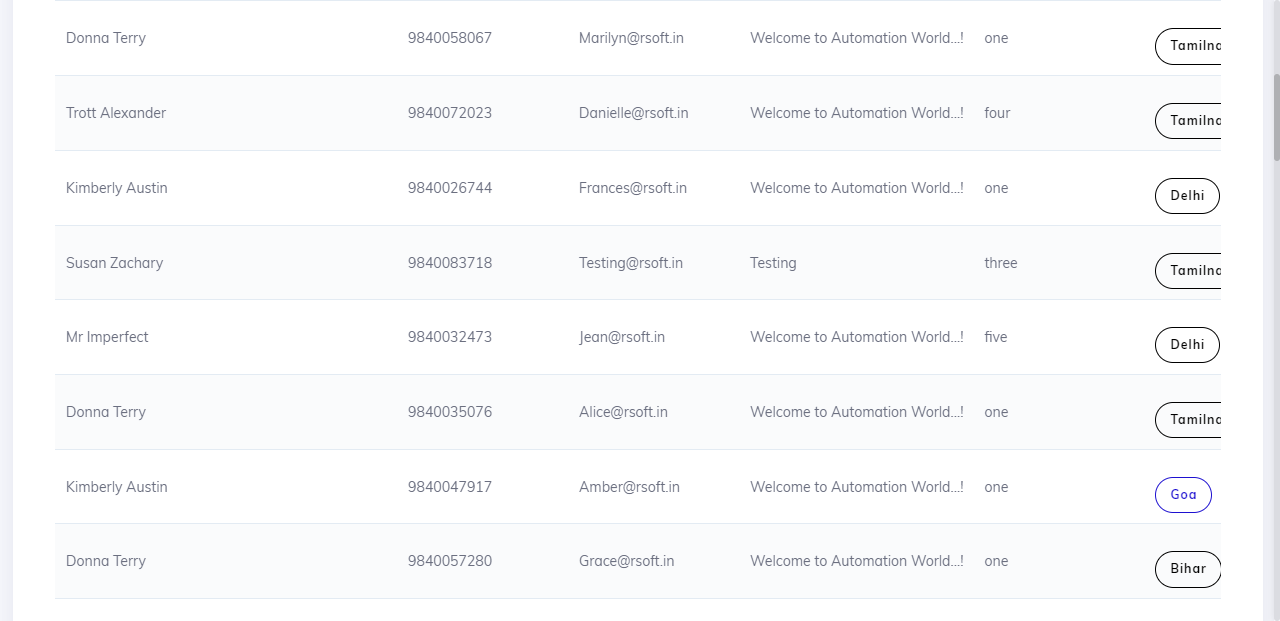 Donna Terry 9840058067 Marilyn@rsoft.in Welcome to Automation World...! one
Trott Alexander 9840072023 Danielle@rsoft.in Welcome to Automation World...! four
Kimberly Austin 9840026744 Frances@rsoft.in Welcome to Automation World...! one Delhi
Susan Zachary 9840083718 Testing@rsoft.in Testing three
Mr Imperfect 9840032473 Jean@rsoft.in Welcome to Automation World...! five Delhi
Donna Terry 9840035076 Alice@rsoft.in Welcome to Automation World...! one
Kimberly Austin 9840047917 Amber@rsoft.in Welcome to Automation World...! one Goa
Donna Terry 9840057280 Grace@rsoft.in Welcome to Automation World...! one Bihar